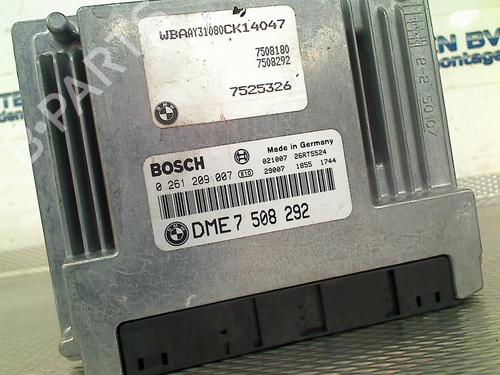 WBAAY31080CK14047
7508180
7508292
7525326
BOSCH
Made in Germany
0 261 209 007 021007 26RT5524
29007 1855 1744
DME 7 508 292
B-PARTS